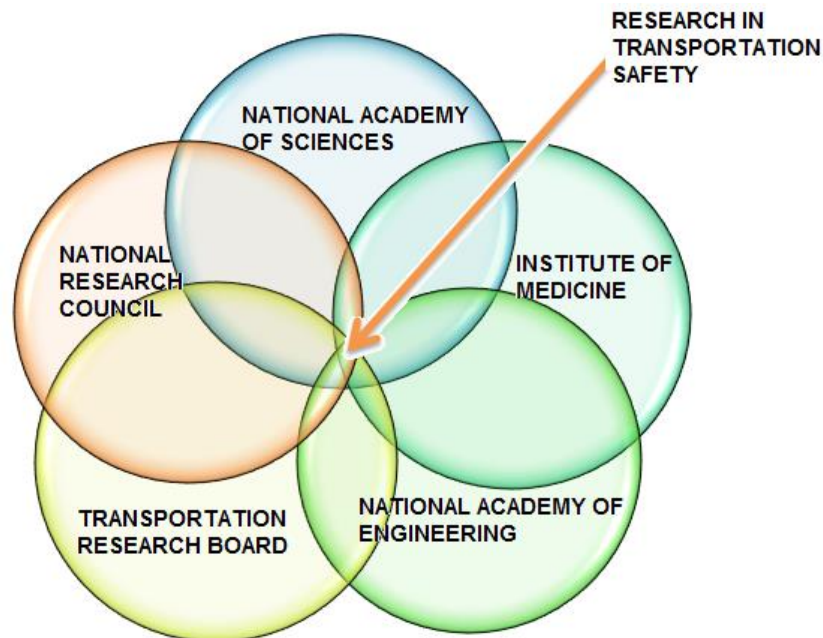 RESEARCH IN
TRANSPORTATION
SAFETY
NATIONAL ACADEMY
OF SCIENCES
NATIONAL
RESEARCH
COUNCIL
INSTITUTE OF
MEDICINE
TRANSPORTATION
RESEARCH BOARD
NATIONAL ACADEMY OF
ENGINEERING